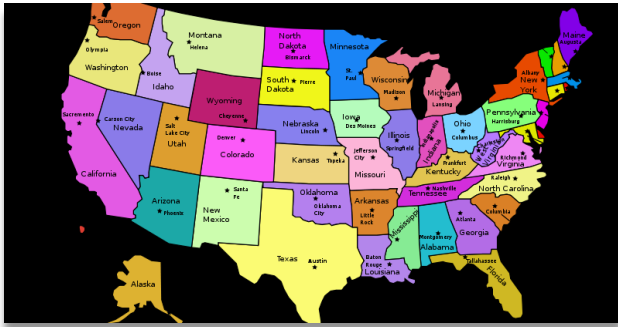 Salem
Oregon
Olympia
Washington
Montana
Helena
Boise
Idaho
North
Dakota
Bismarck
Minnesota
St.
Paul
South
Dakota
Pierre
Wisconsin
Madison
Michigan
Lansing
Maine
Augusta
Albany
New
York
Wyoming
Cheyenne
Sacramento
California
Carson City
Nevada
Salt
Lake City
Utah
Denver
Colorado
Nebraska
Lincoln
Iowa
Des Moines
Illinois
Springfield
Indianapolis
Indiana
Ohio
Columbus
Pennsylvania
Harrisburg
Kansas
Topeka
Jefferson
City
Missouri
Frankfurt
Kentucky
West
Virginia
Richmond
Virginia
Raleigh
North Carolina
Nashville
Tennessee
Arizona
Phoenix
Santa
Fe
New
Mexico
Oklahoma
Oklahoma
City
Arkansas
Little
Rock
Mississippi
Montgomery
Alabama
Atlanta
Georgia
Columbia
Texas
Austin
Baton
Rouge
Louisiana
Tallahassee
Florida
Alaska